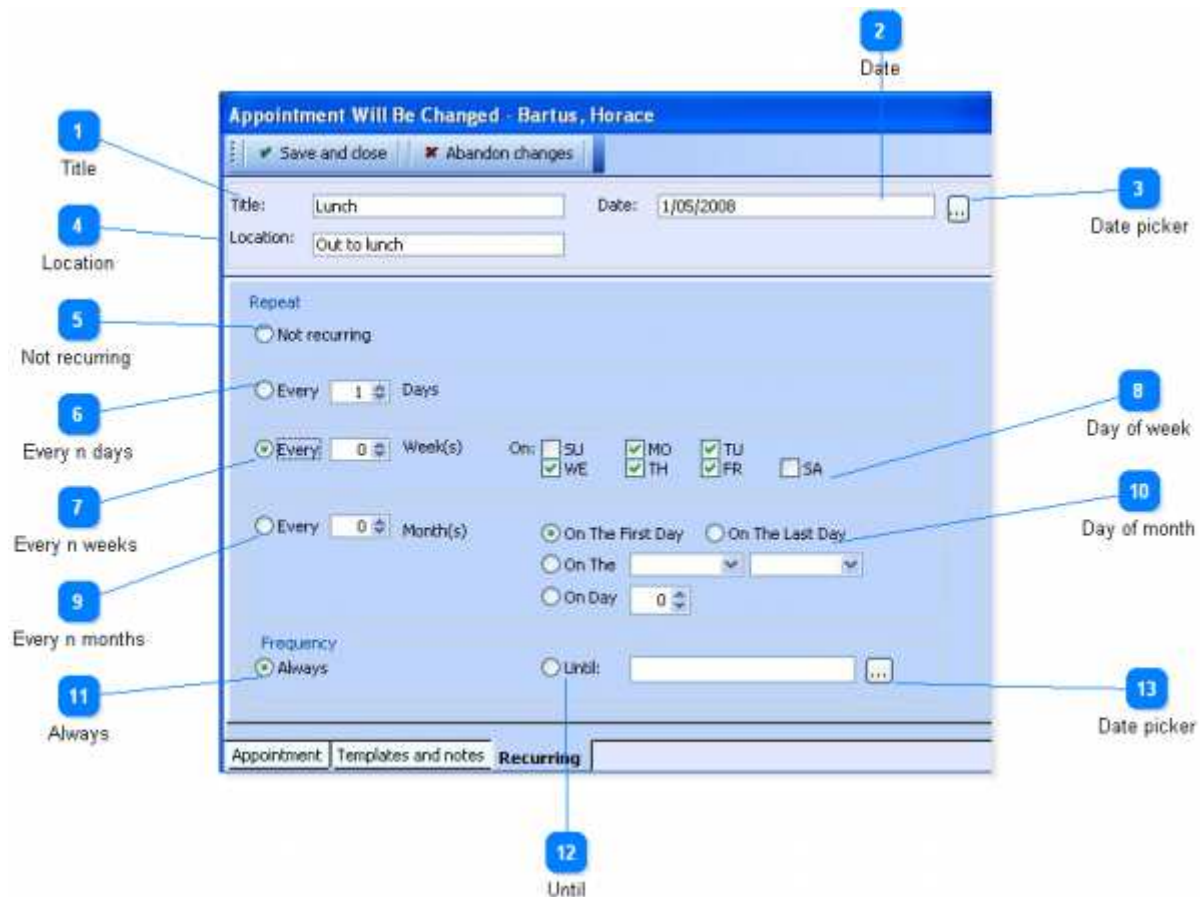 2
Date
Appointment Will Be Changed - Bartus, Horace
1
Title
Save and close
Abandon changes
3
Date picker
Title:
Lunch
Date:
1/05/2008
...
4
Location
Location:
Out to lunch
Repeat
5
Not recurring
Not recurring
6
Every n days
Every 1 Days
8
Day of week
7
Every n weeks
Every 0 Week(s) On: SU MO TU
WE TH FR SA
10
Day of month
Every 0 Month(s)
On The First Day On The Last Day
On The
On Day 0
9
Every n months
Frequency
Always
Until:
...
11
Always
13
Date picker
Appointment Templates and notes Recurring
12
Until